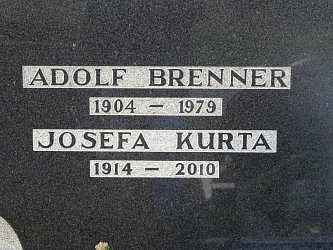 ADOLF BRENNER
1904 – 1979
JOSEFA KURTA
1914 – 2010